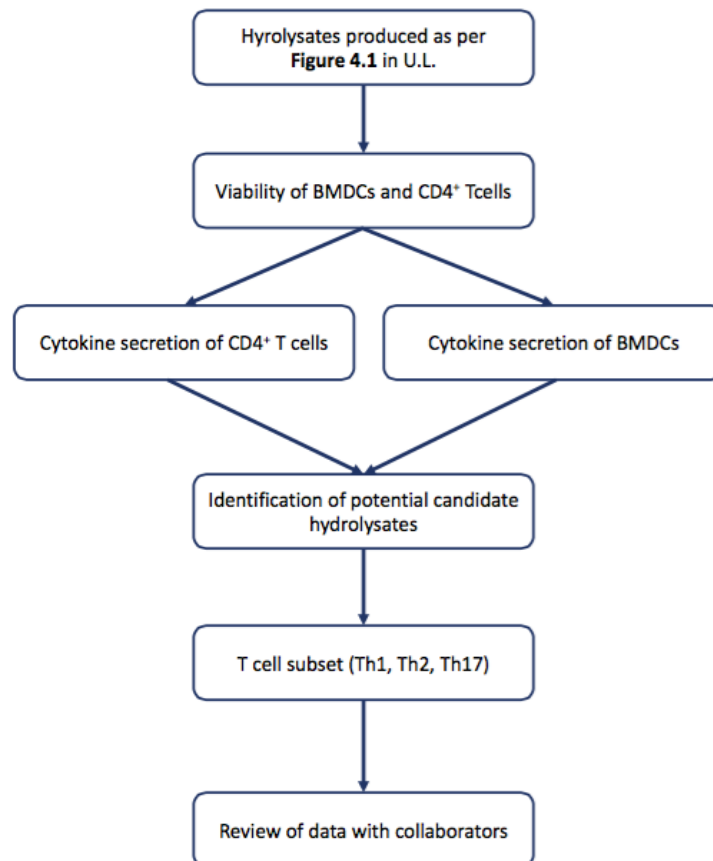 Hyrolysates produced as per
Figure 4.1 in U.L.
Viability of BMDCs and CD4⁺ Tcells
Cytokine secretion of CD4⁺ T cells
Cytokine secretion of BMDCs
Identification of potential candidate
hydrolysates
T cell subset (Th1, Th2, Th17)
Review of data with collaborators